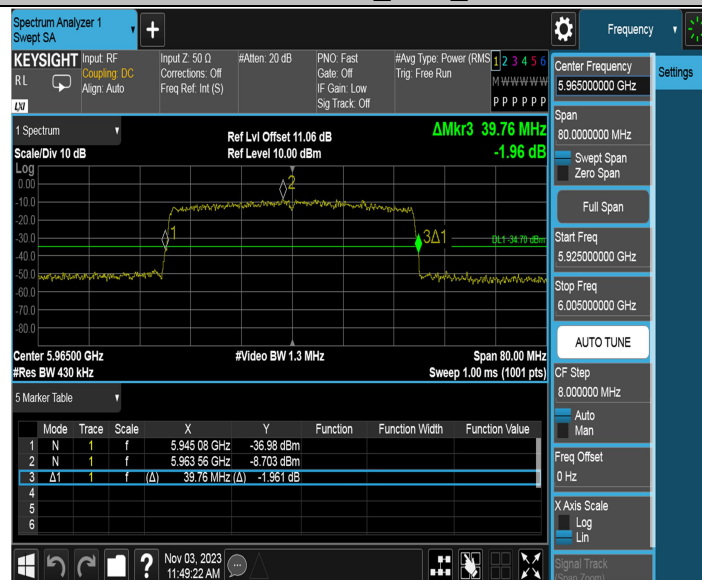 Spectrum Analyzer 1
Swept SA
+
Frequency
KEYSIGHT
RL
LXI
Input: RF
Coupling: DC
Align: Auto
Input Z: 50 Ω
Corrections: Off
Freq Ref: Int (S)
#Atten: 20 dB
PNO: Fast
Gate: Off
IF Gain: Low
Sig Track: Off
#Avg Type: Power (RMS
Trig: Free Run
1 2 3 4 5 6
M W W W W W
P P P P P P
Center Frequency
5.965000000 GHz
Settings
Span
80.0000000 MHz
Swept Span
Zero Span
Full Span
Start Freq
5.925000000 GHz
Stop Freq
6.005000000 GHz
AUTO TUNE
CF Step
8.000000 MHz
Auto
Man
Freq Offset
0 Hz
X Axis Scale
Log
Lin
Signal Track
(Span Zoom)
1 Spectrum
Scale/Div 10 dB
Ref Lvl Offset 11.06 dB
Ref Level 10.00 dBm
ΔMkr3 39.76 MHz
-1.96 dB
Log
0.00
-10.0
-20.0
-30.0
-40.0
-50.0
-60.0
-70.0
-80.0
1
2
3Δ1
DL1 -34.70 dBm
Center 5.96500 GHz
#Video BW 1.3 MHz
Span 80.00 MHz
#Res BW 430 kHz
Sweep 1.00 ms (1001 pts)
5 Marker Table
Mode Trace Scale X Y Function Function Width Function Value
1 N 1 f 5.945 08 GHz -36.98 dBm
2 N 1 f 5.963 56 GHz -8.703 dBm
3 Δ1 1 f (Δ) 39.76 MHz (Δ) -1.961 dB
4
5
6
?
Nov 03, 2023
11:49:22 AM